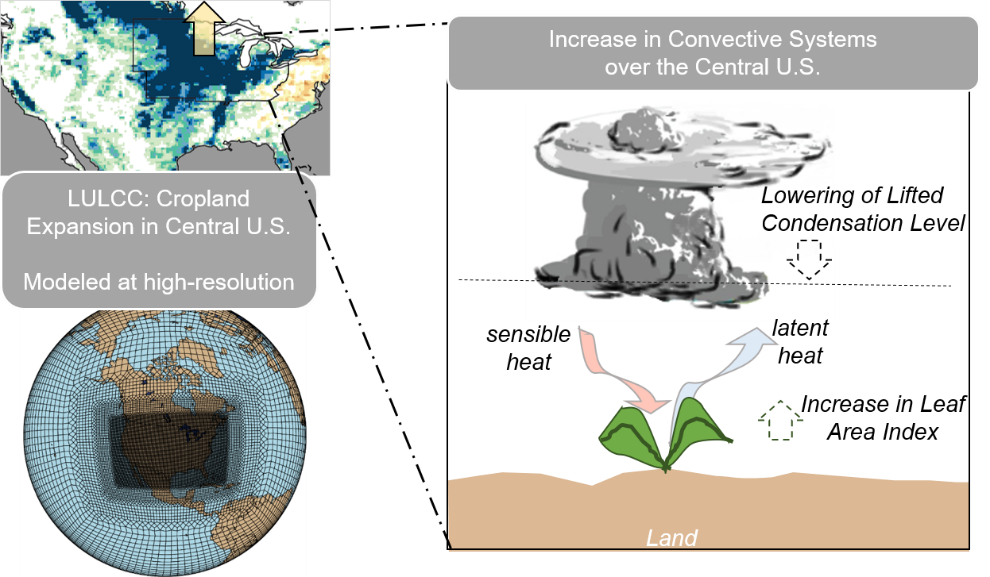 LULCC: Cropland
Expansion in Central U.S.
Modeled at high-resolution
Increase in Convective Systems
over the Central U.S.
Lowering of Lifted
Condensation Level
sensible
heat
latent
heat
Increase in Leaf
Area Index
Land